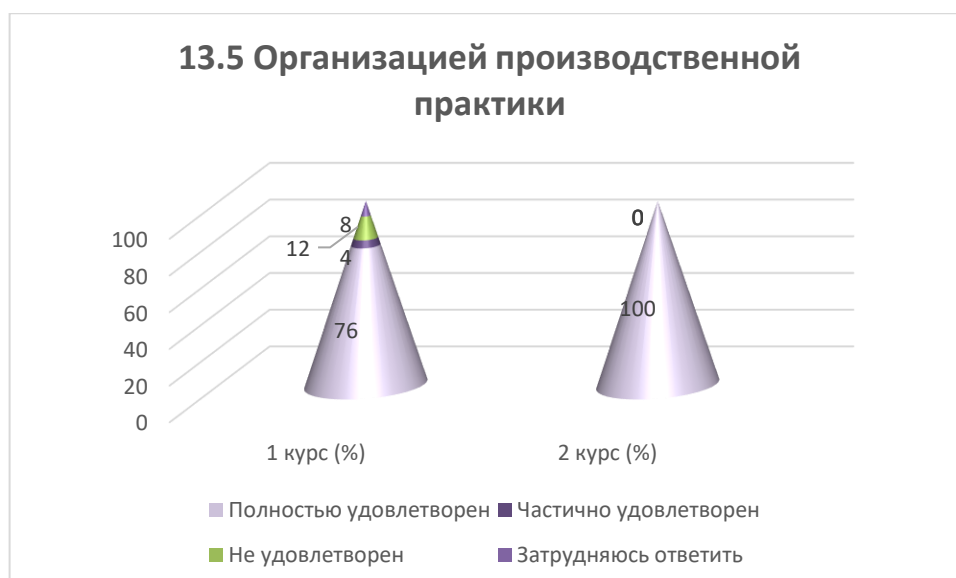 13.5 Организацией производственной
практики
100
80
60
40
20
0
8
12
4
76
0
100
1 курс (%)
2 курс (%)
Полностью удовлетворен
Частично удовлетворен
Не удовлетворен
Затрудняюсь ответить